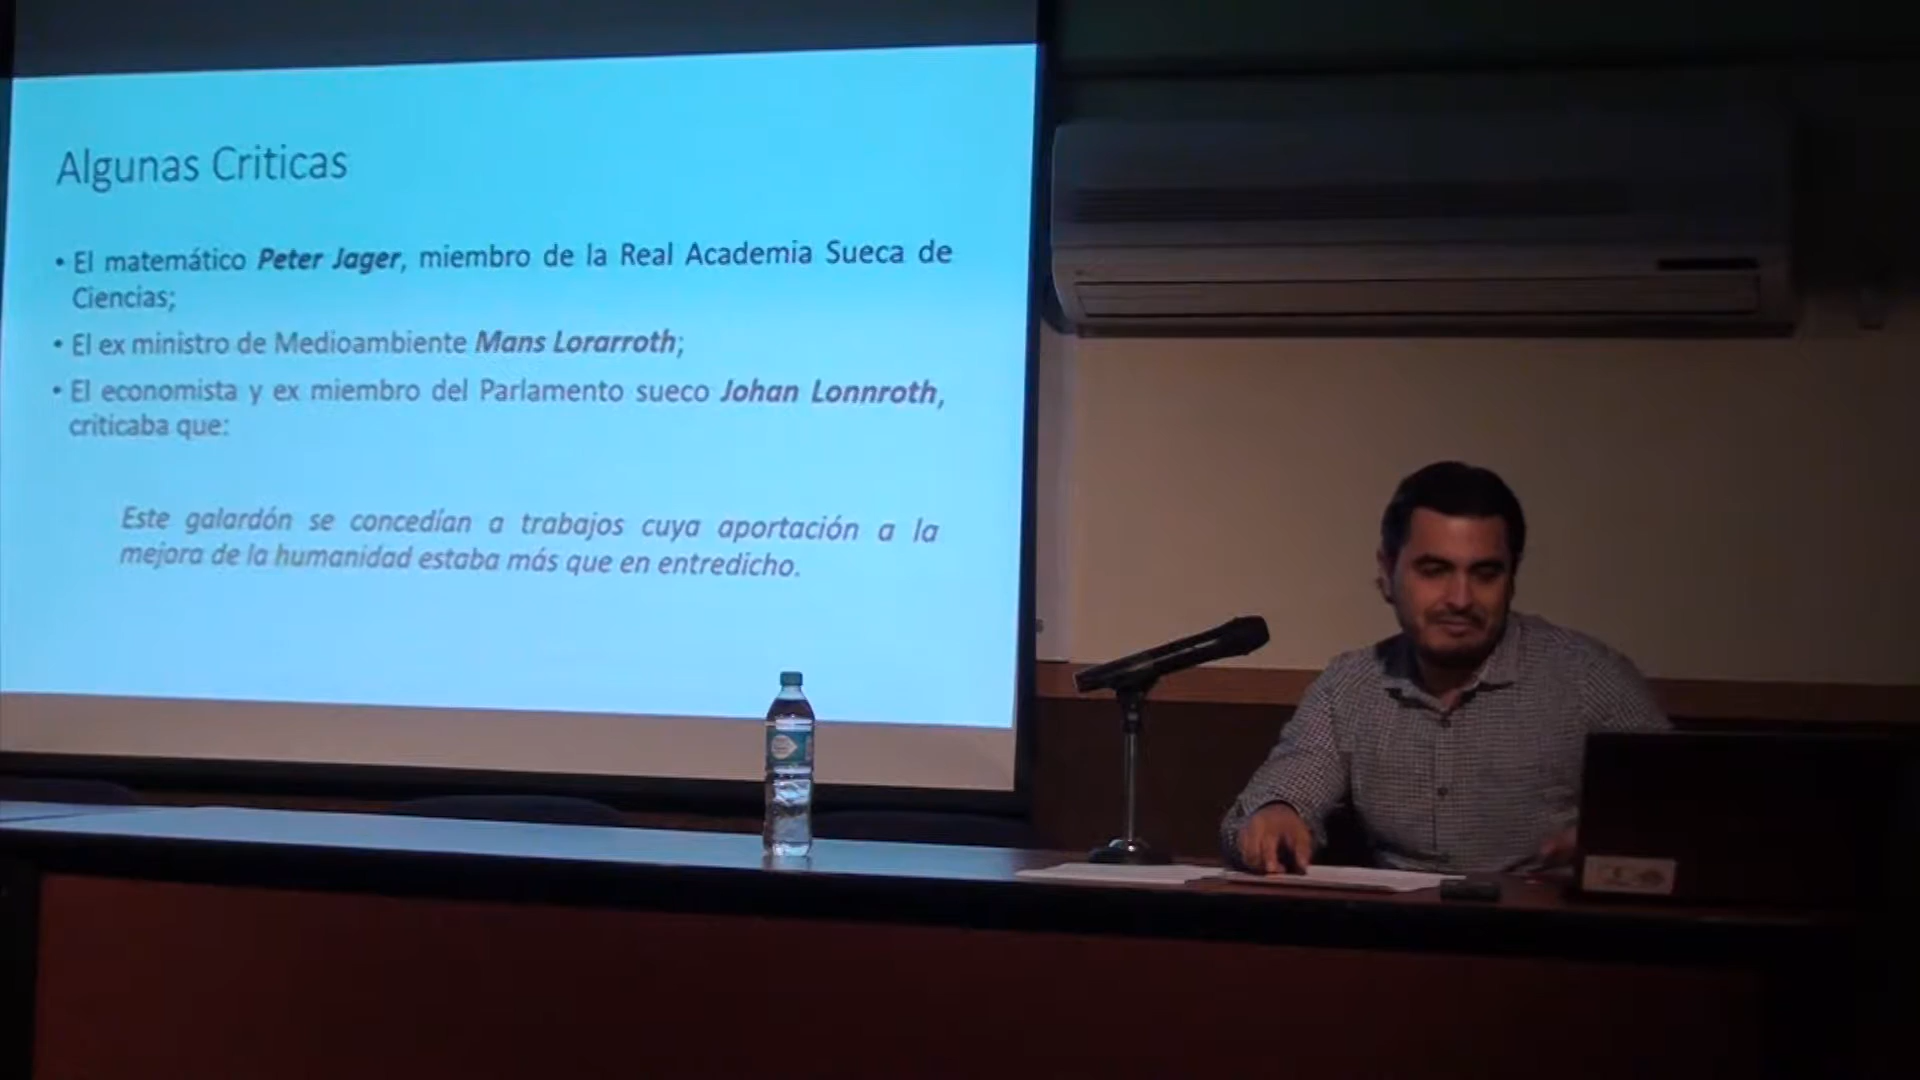 Algunas Criticas
• El matemático Peter Jager, miembro de la Real Academia Sueca de
Ciencias;
• El ex ministro de Medioambiente Mans Lorarroth;
• El economista y ex miembro del Parlamento sueco Johan Lonnroth,
criticaba que:
Este galardón se concedían a trabajos cuya aportación a la
mejora de la humanidad estaba más que en entredicho.